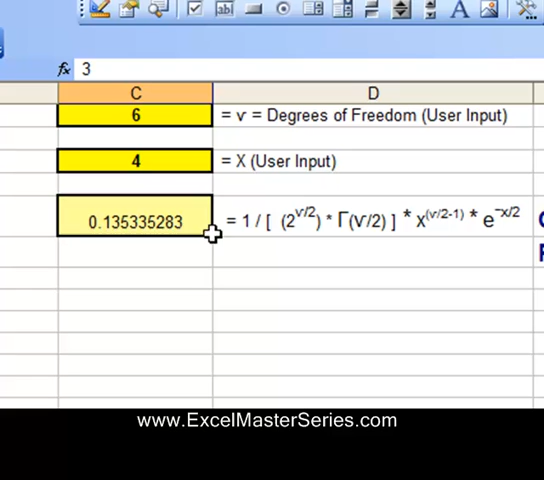 ab A
fx 3
C D
6 = v = Degrees of Freedom (User Input)
4 = X (User Input)
0.135335283 = 1 / [ (2^v/2) * Γ(v/2) ] * x^(v/2-1) * e^-x/2
www.ExcelMasterSeries.com